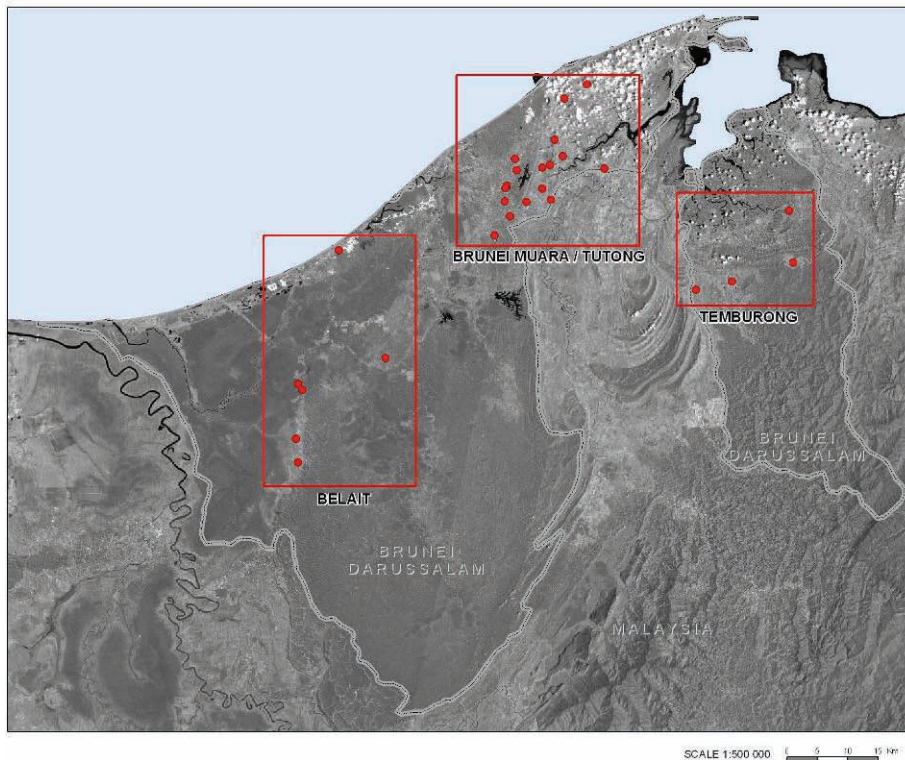 BRUNEI MUARA / TUTONG
TEMBURONG
BELAIT
BRUNEI
DARUSSALAM
BRUNEI
DARUSSALAM
MALAYSIA
SCALE 1:500 000
0 5 10 15 Km